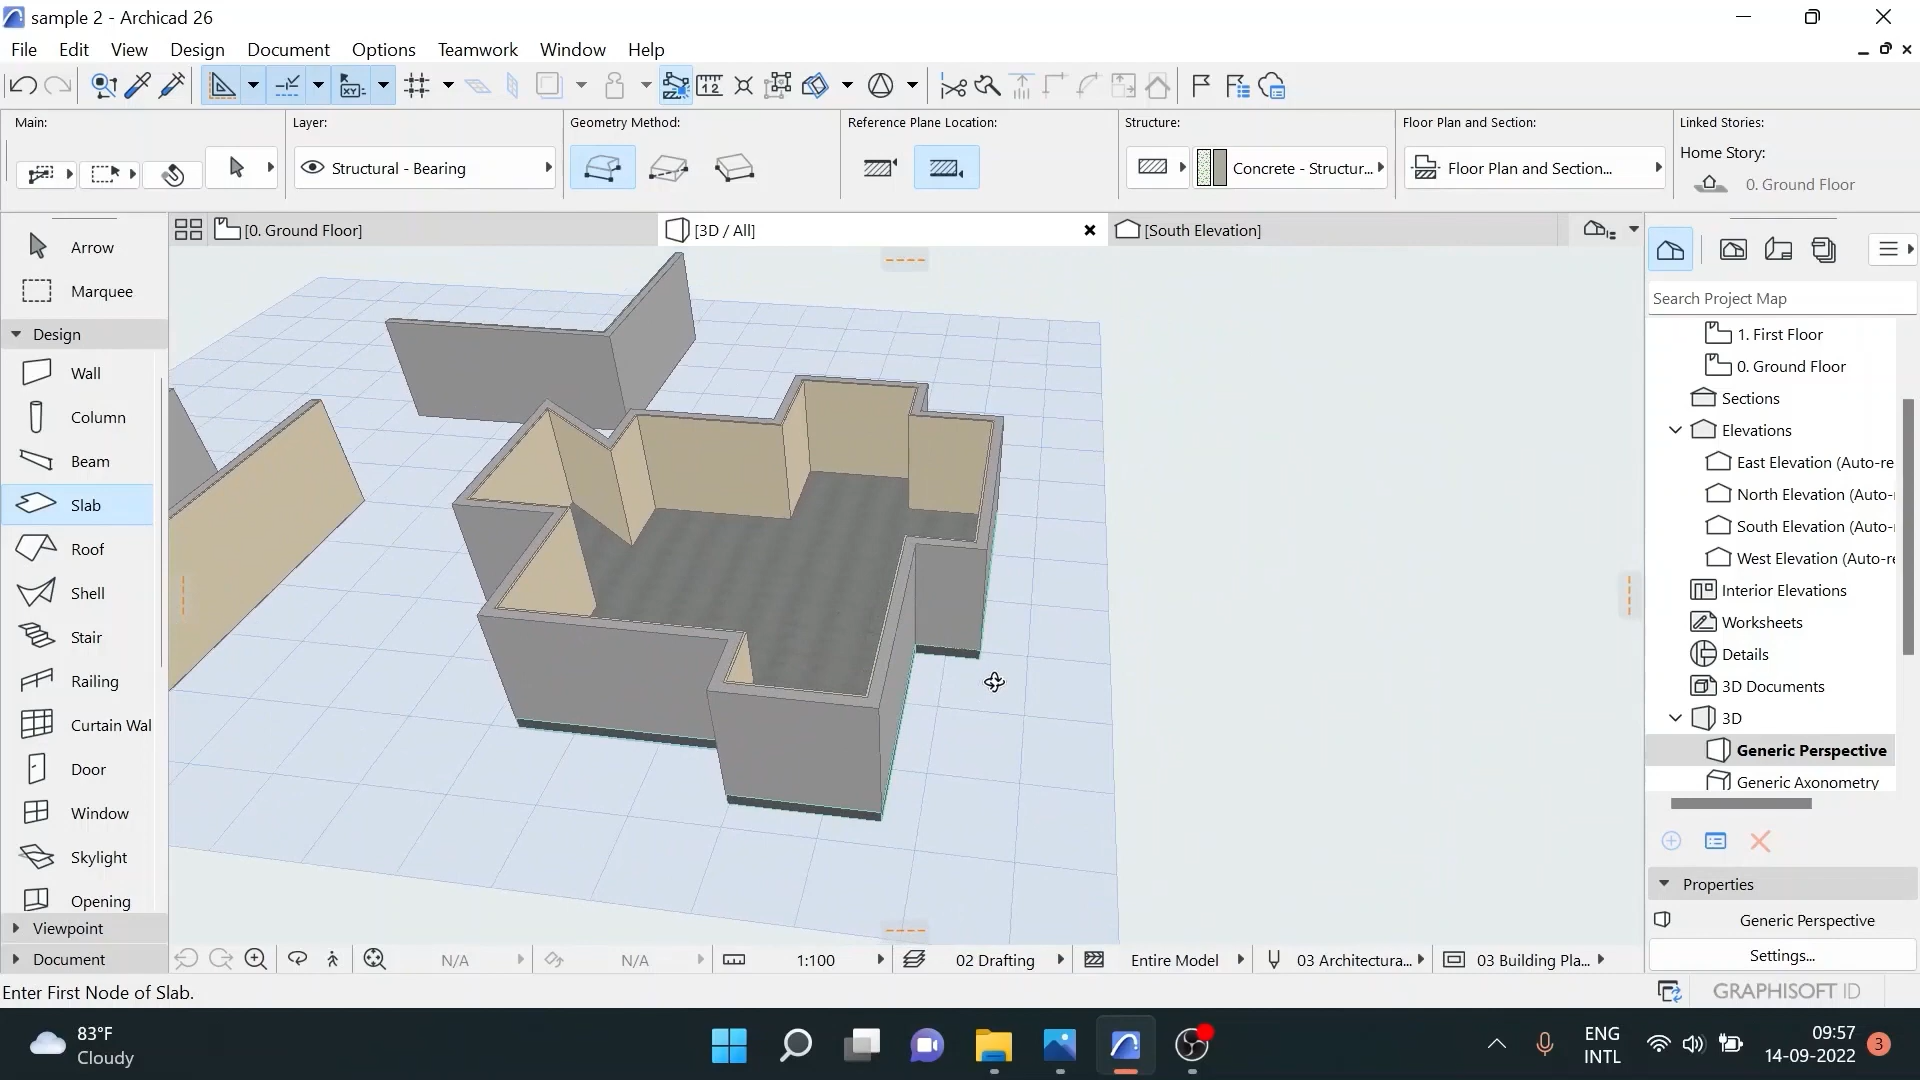 sample 2 - Archicad 26
File Edit View Design Document Options Teamwork Window Help
Main: Layer: Geometry Method: Reference Plane Location: Structure: Floor Plan and Section: Linked Stories:
Structural - Bearing
Concrete - Structur...
Floor Plan and Section...
Home Story:
0. Ground Floor
[0. Ground Floor]
[3D / All]
[South Elevation]
Arrow
Marquee
Design
Wall
Column
Beam
Slab
Roof
Shell
Stair
Railing
Curtain Wal
Door
Window
Skylight
Opening
Viewpoint
Document
Search Project Map
1. First Floor
0. Ground Floor
Sections
Elevations
East Elevation (Auto-re
North Elevation (Auto-
South Elevation (Auto-
West Elevation (Auto-re
Interior Elevations
Worksheets
Details
3D Documents
3D
Generic Perspective
Generic Axonometry
Properties
Generic Perspective
Settings...
N/A N/A 1:100 02 Drafting Entire Model 03 Architectura... 03 Building Pla...
Enter First Node of Slab.
GRAPHISOFT ID
83°F
Cloudy
ENG
INTL
09:57
14-09-2022
3